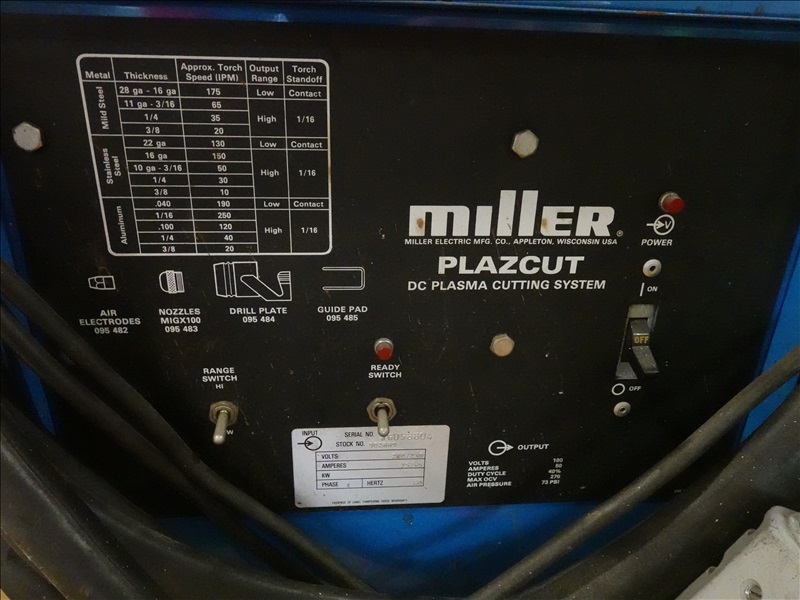 Metal Thickness Approx. Torch Speed (IPM) Output Range Torch Standoff
Mild Steel
28 ga - 16 ga 175 Low Contact
11 ga - 3/16 65
1/4 35 High 1/16
3/8 20
Stainless Steel
22 ga 130 Low Contact
16 ga 150
10 ga - 3/16 50 High 1/16
1/4 30
3/8 10
Aluminum
.040 190 Low Contact
1/16 250
.100 120 High 1/16
1/4 40
3/8 20
miller®
MILLER ELECTRIC MFG. CO., APPLETON, WISCONSIN USA
PLAZCUT
DC PLASMA CUTTING SYSTEM
V
POWER
ON
OFF
OFF
AIR
ELECTRODES
095 482
NOZZLES
MIGX100
095 483
DRILL PLATE
095 484
GUIDE PAD
095 485
RANGE
SWITCH
HI
READY
SWITCH
INPUT
SERIAL NO.
STOCK NO.
VOLTS
AMPERES
KW
PHASE HERTZ
OUTPUT
VOLTS 160
AMPERES 50
DUTY CYCLE 40%
MAX OCV 270
AIR PRESSURE 73 PSI